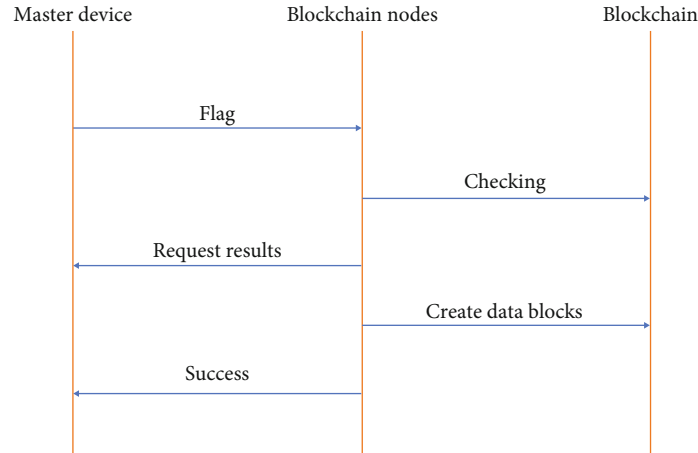 Master device
Blockchain nodes
Blockchain
Flag
Checking
Request results
Create data blocks
Success